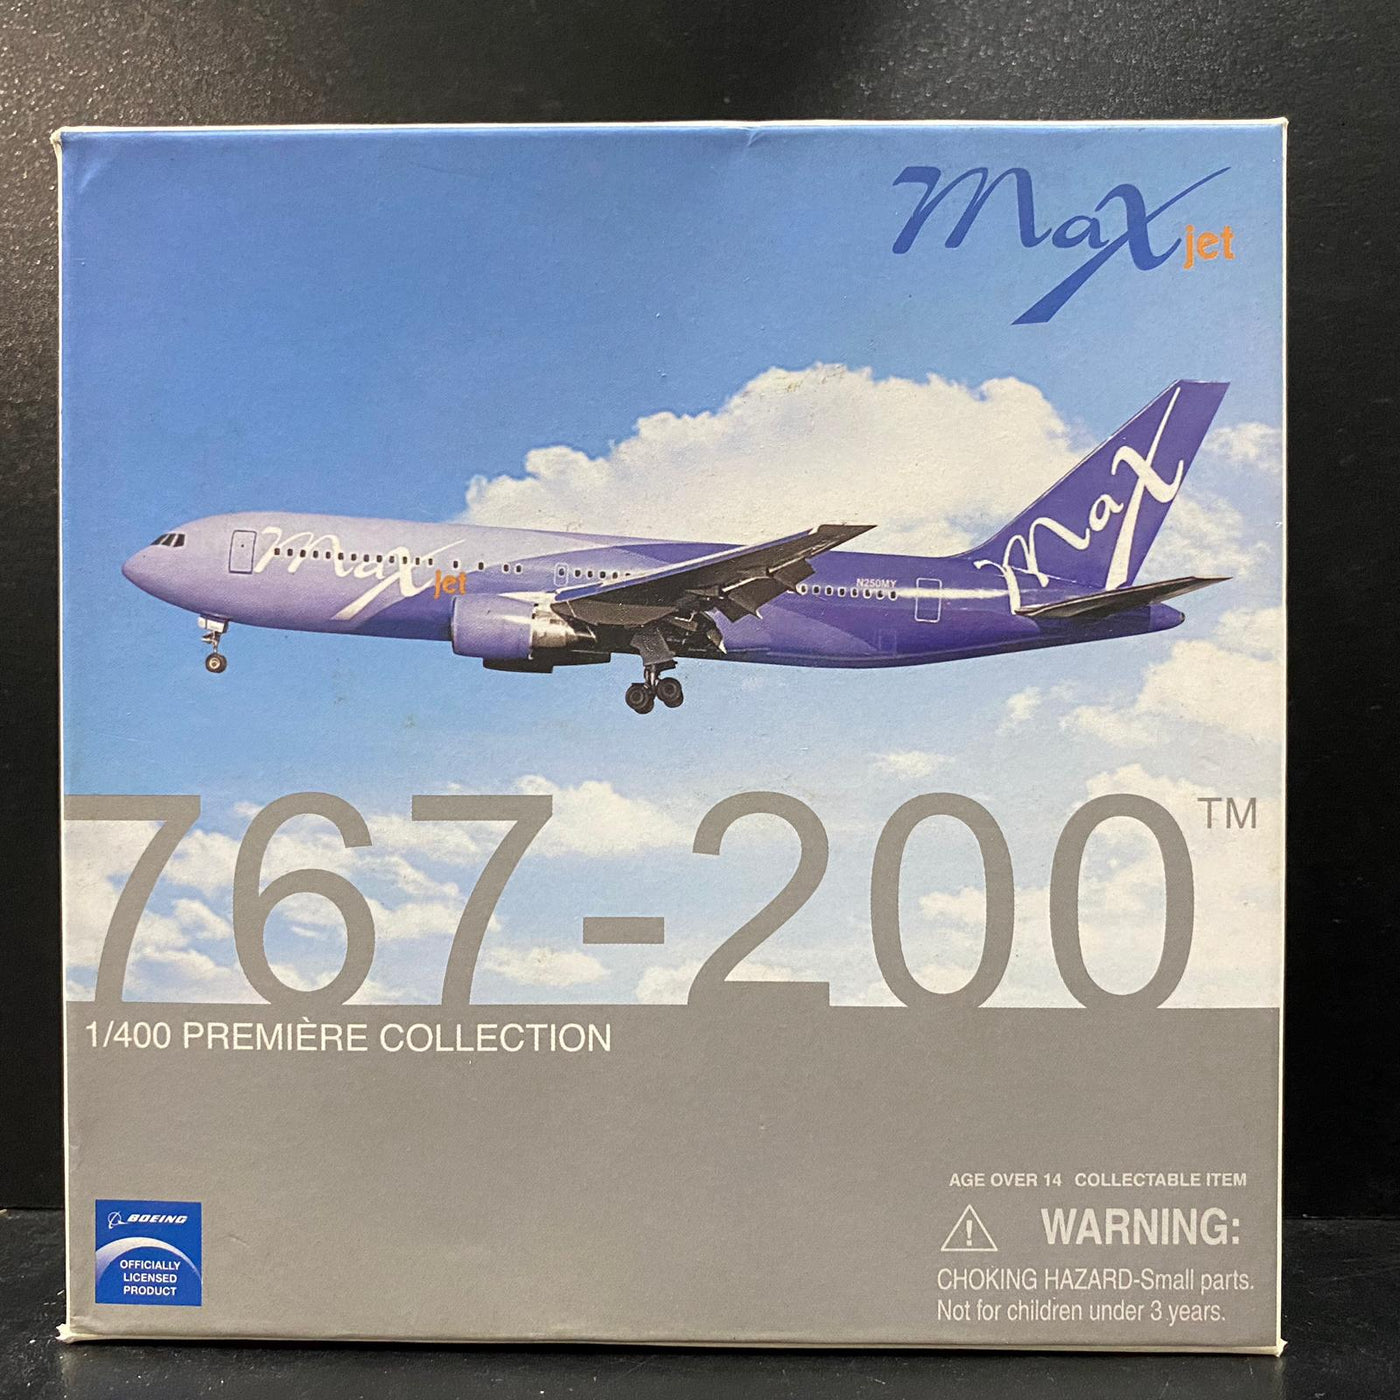 Max jet
Max
Max jet
N250MY
767-200™
1/400 PREMIÈRE COLLECTION
AGE OVER 14 COLLECTABLE ITEM
WARNING:
CHOKING HAZARD-Small parts.
Not for children under 3 years.
BOEING
OFFICIALLY
LICENSED
PRODUCT